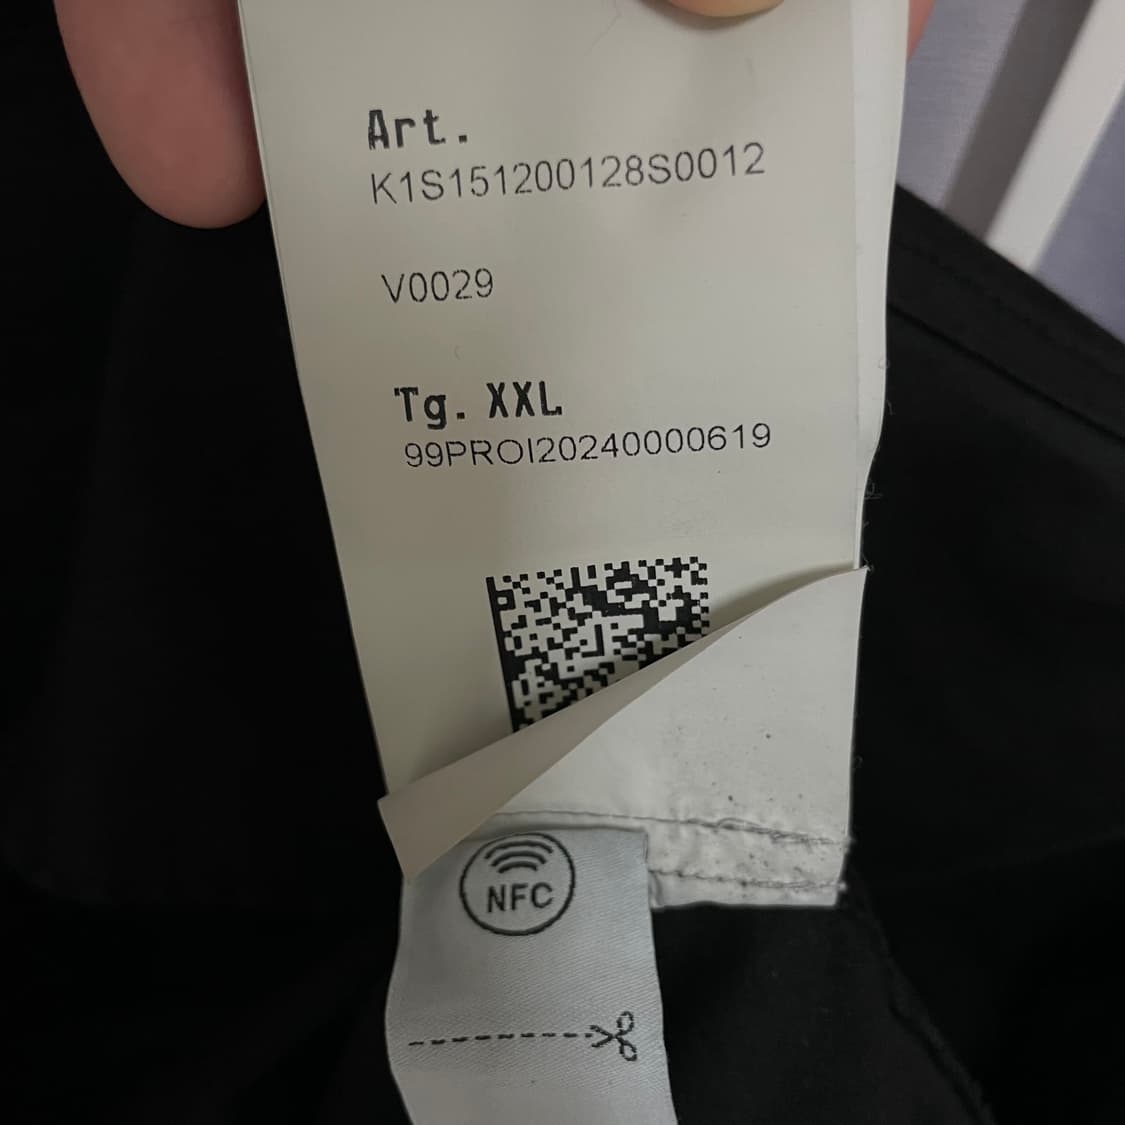 Art.
K1S151200128S0012
V0029
Tg. XXL
99PROI20240000619
NFC